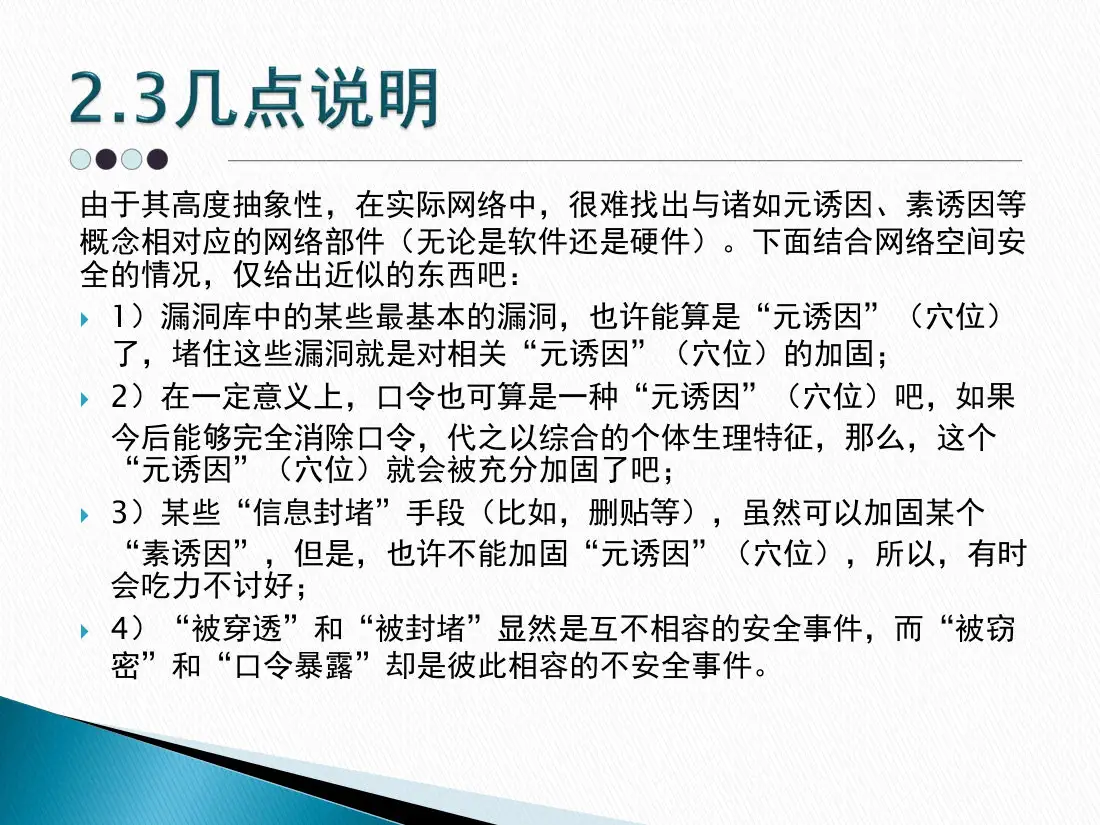 2.3几点说明
由于其高度抽象性，在实际网络中，很难找出与诸如元诱因、素诱因等
概念相对应的网络部件（无论是软件还是硬件）。下面结合网络空间安
全的情况，仅给出近似的东西吧：
1）漏洞库中的某些最基本的漏洞，也许能算是“元诱因”（穴位）
了，堵住这些漏洞就是对相关“元诱因”（穴位）的加固；
2）在一定意义上，口令也可算是一种“元诱因”（穴位）吧，如果
今后能够完全消除口令，代之以综合的个体生理特征，那么，这个
“元诱因”（穴位）就会被充分加固了吧；
3）某些“信息封堵”手段（比如，删贴等），虽然可以加固某个
“素诱因”，但是，也许不能加固“元诱因”（穴位），所以，有时
会吃力不讨好；
4）“被穿透”和“被封堵”显然是互不相容的安全事件，而“被窃
密”和“口令暴露”却是彼此相容的不安全事件。